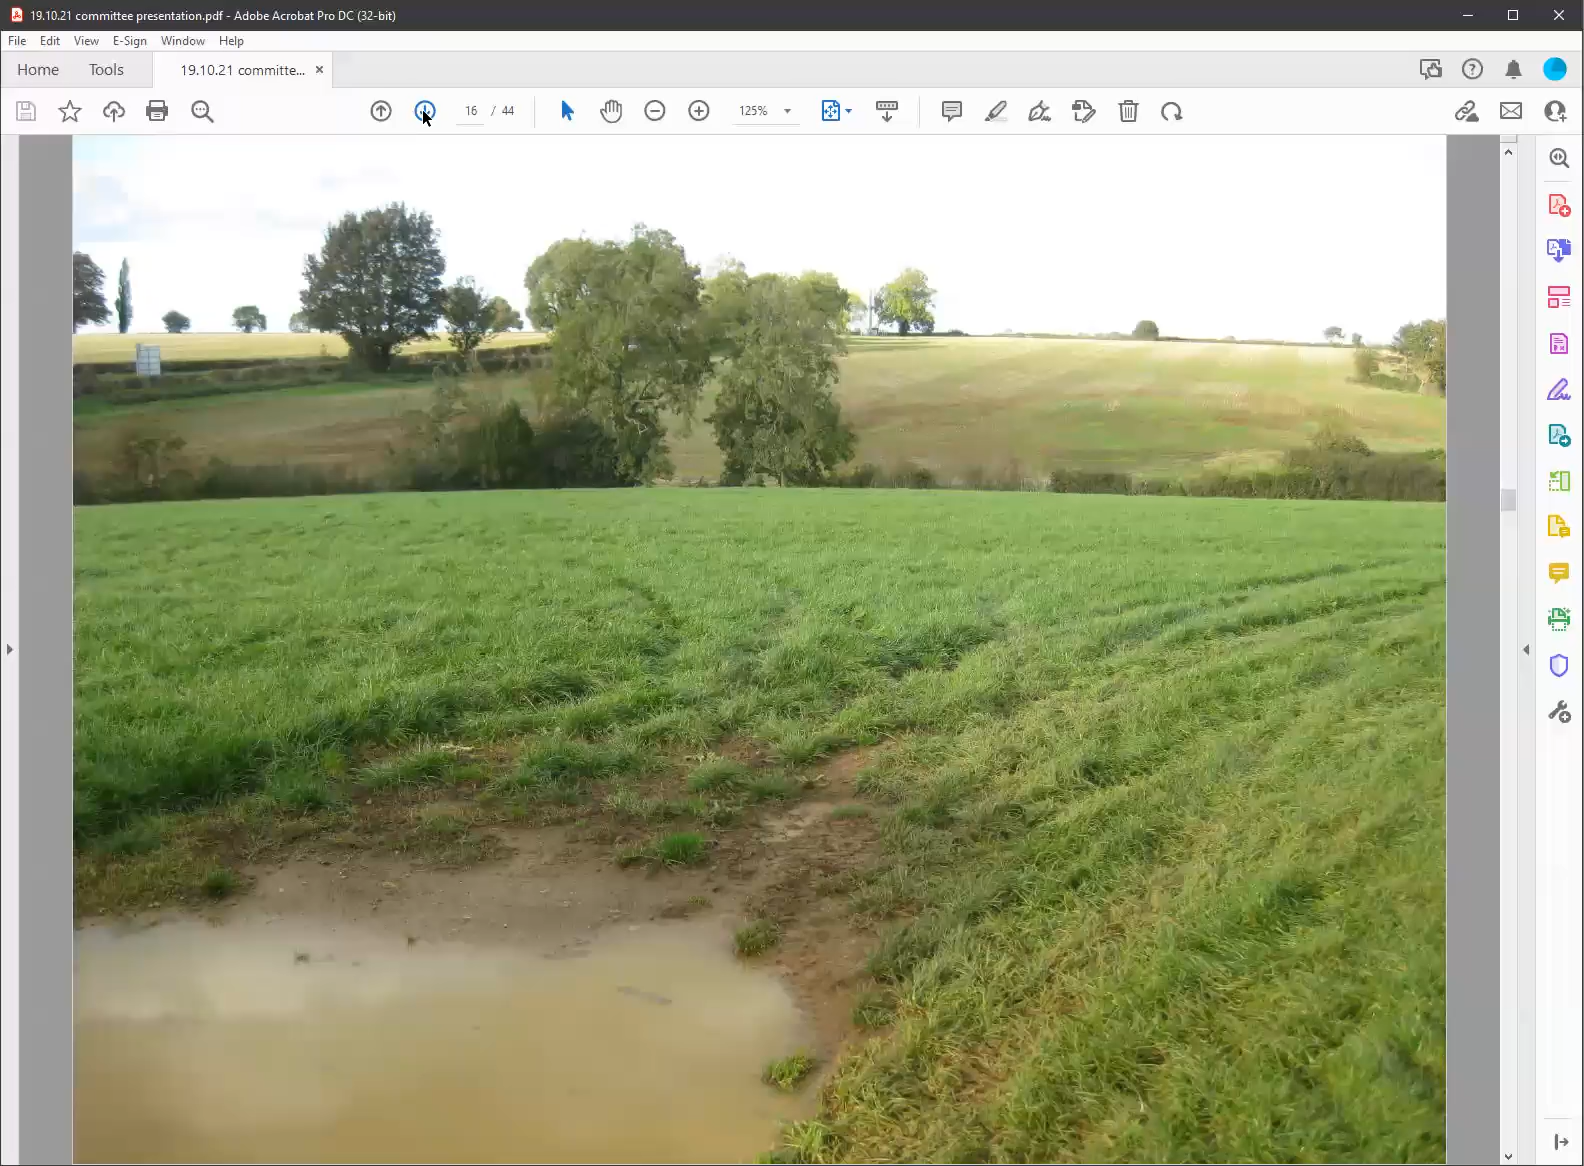 19.10.21 committee presentation.pdf - Adobe Acrobat Pro DC (32-bit)
File Edit View E-Sign Window Help
Home Tools 19.10.21 committe...
16 / 44
125%